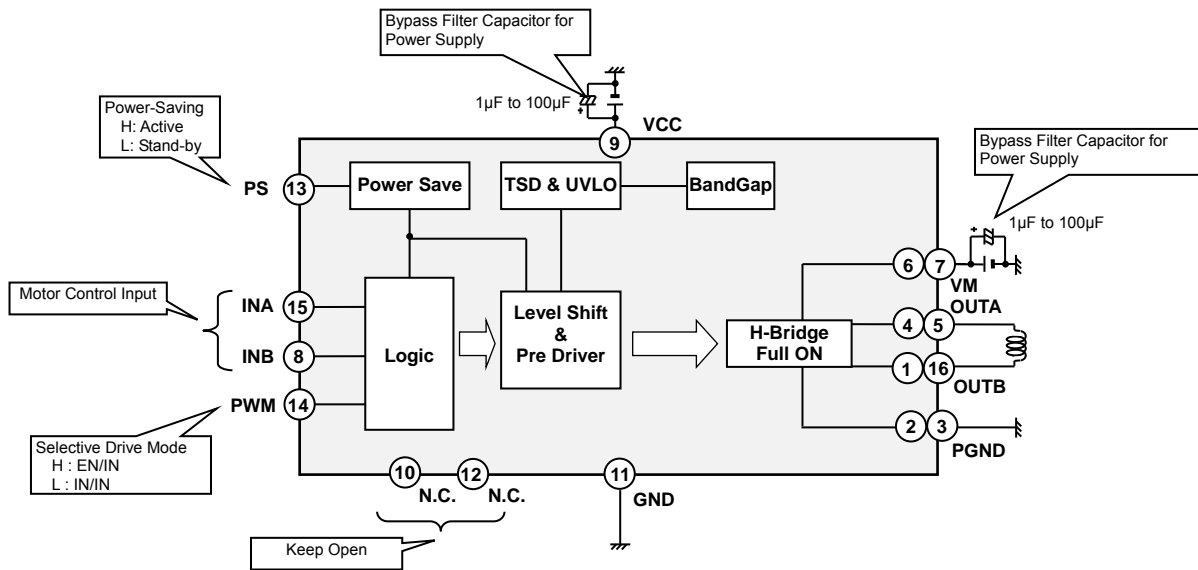 Bypass Filter Capacitor for
Power Supply
1µF to 100µF
VCC
9
Power-Saving
H: Active
L: Stand-by
PS
13
Power Save
TSD & UVLO
BandGap
Bypass Filter Capacitor for
Power Supply
1µF to 100µF
+
+
6
7
VM
Motor Control Input
INA
15
INB
8
PWM
14
Logic
Level Shift
&
Pre Driver
H-Bridge
Full ON
OUTA
4
5
1
16
OUTB
2
3
PGND
Selective Drive Mode
H : EN/IN
L : IN/IN
10
12
11
N.C.
N.C.
GND
Keep Open